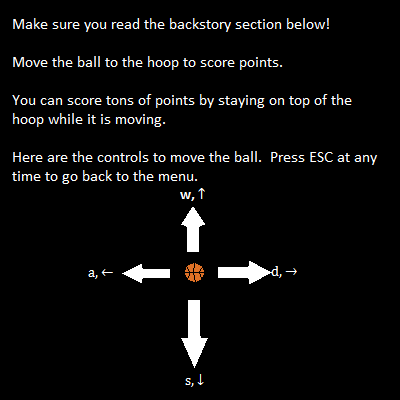 Make sure you read the backstory section below!
Move the ball to the hoop to score points.
You can score tons of points by staying on top of the
hoop while it is moving.
Here are the controls to move the ball.  Press ESC at any
time to go back to the menu.
w, ↑
a, ←
d, →
s, ↓